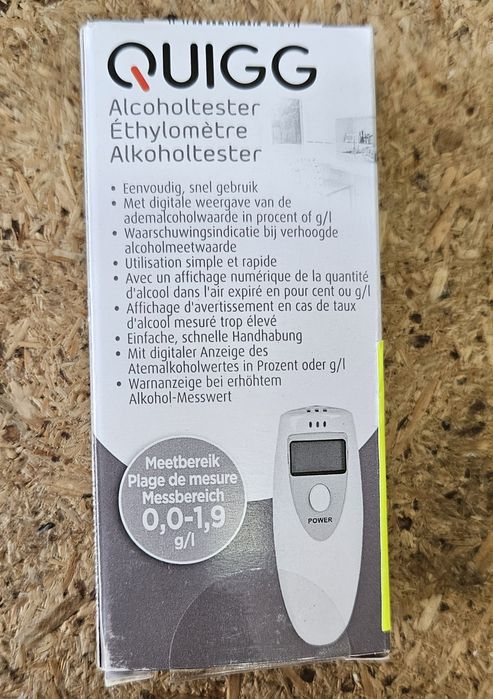 QUIGG
Alcoholtester
Éthylomètre
Alkoholtester
• Eenvoudig, snel gebruik
• Met digitale weergave van de
ademalcoholwaarde in procent of g/l
• Waarschuwingsindicatie bij verhoogde
alcoholmeetwaarde
• Utilisation simple et rapide
• Avec un affichage numérique de la quantité
d'alcool dans l'air expiré en pour cent ou g/l
• Affichage d'avertissement en cas de taux
d'alcool mesuré trop élevé
• Einfache, schnelle Handhabung
• Mit digitaler Anzeige des
Atemalkoholwertes in Prozent oder g/l
• Warnanzeige bei erhöhtem
Alkohol-Messwert
Meetbereik
Plage de mesure
Messbereich
0,0-1,9
g/l
POWER